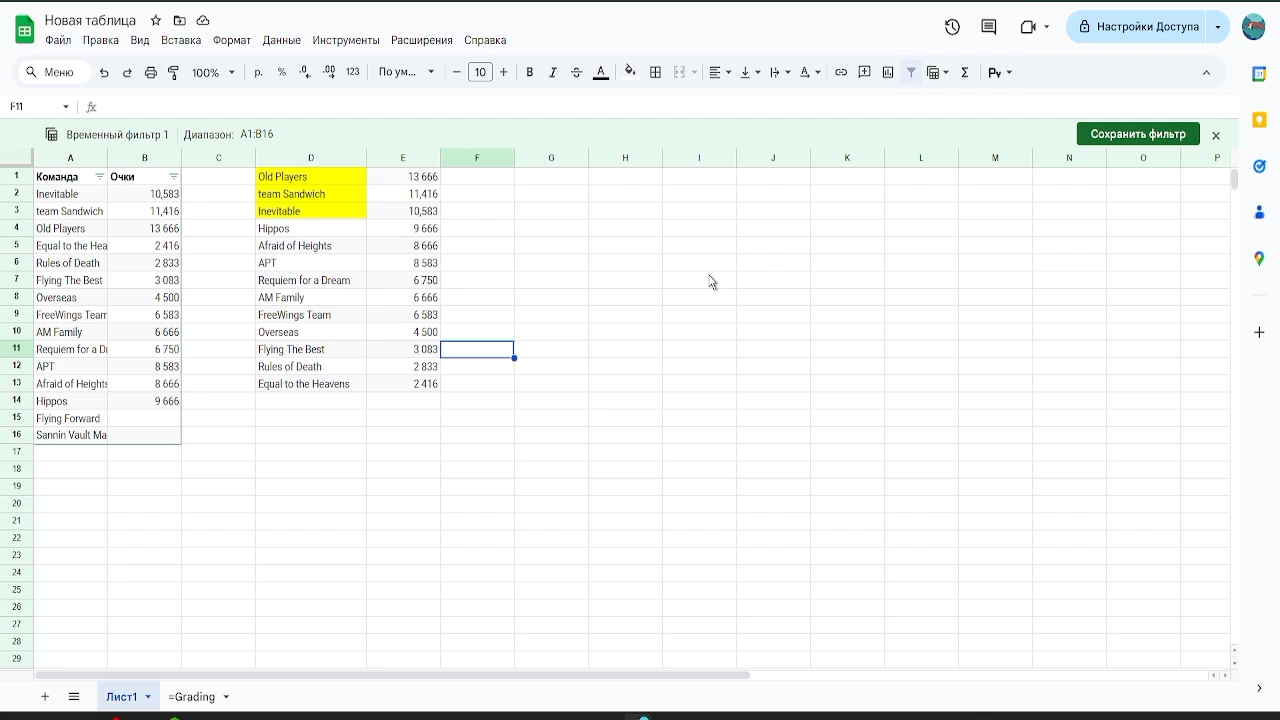 Новая таблица
Настройки Доступа
Файл Правка Вид Вставка Формат Данные Инструменты Расширения Справка
Меню 100% р. % .0 .00 123 По ум... − 10 + B I A Σ Py
F11 fx
Временный фильтр 1 Диапазон: A1:B16 Сохранить фильтр
A B C D E F G H I J K L M N O P
1 Команда Очки Old Players 13 666
2 Inevitable 10,583 team Sandwich 11,416
3 team Sandwich 11,416 Inevitable 10,583
4 Old Players 13 666 Hippos 9 666
5 Equal to the Hea 2 416 Afraid of Heights 8 666
6 Rules of Death 2 833 APT 8 583
7 Flying The Best 3 083 Requiem for a Dream 6 750
8 Overseas 4 500 AM Family 6 666
9 FreeWings Team 6 583 FreeWings Team 6 583
10 AM Family 6 666 Overseas 4 500
11 Requiem for a D 6 750 Flying The Best 3 083
12 APT 8 583 Rules of Death 2 833
13 Afraid of Heights 8 666 Equal to the Heavens 2 416
14 Hippos 9 666
15 Flying Forward
16 Sannin Vault Ma
17
18
19
20
21
22
23
24
25
26
27
28
29
+ Лист1 =Grading